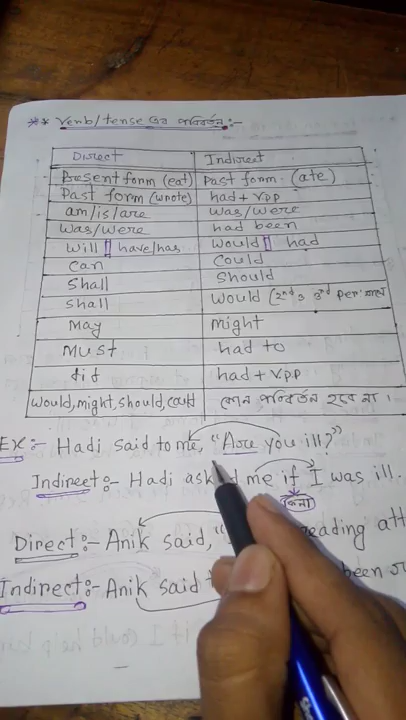 ** Verb/tense এর পরিবর্তন:-
Direct | Indirect
Present form (eat) | Past form. (ate)
Past form (wrote) | had + VPP
am/is/are | was/were
was/were | had been
will | have/has | would | had
can | could
shall | should
shall | would (2nd ও 3rd per:
May | might
Must | had to
did | had + VPP
would, might, should, could | কোন পরিবর্তন হবে না।
EX:- Hadi said to me, "Are you ill?"
Indirect:- Hadi asked me if I was ill.
কিনা
Direct:- Anik said, " reading
Indirect:- Anik said been